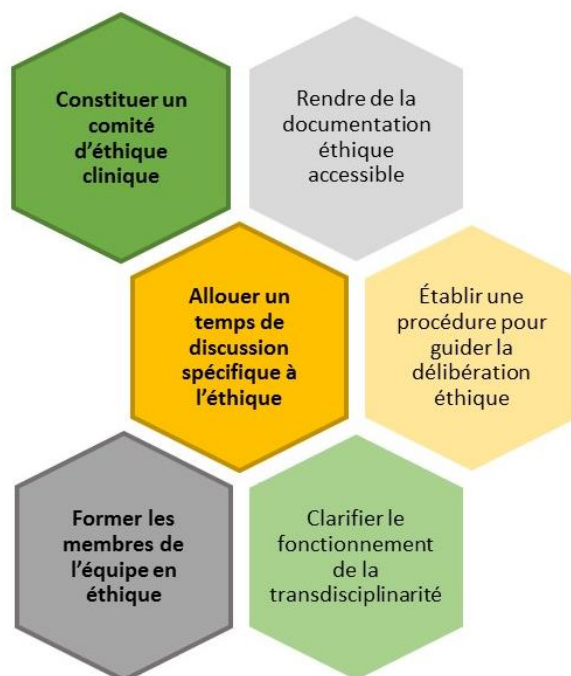 Constituer un
comité
d'éthique
clinique
Rendre de la
documentation
éthique
accessible
Allouer un
temps de
discussion
spécifique à
l'éthique
Établir une
procédure pour
guider la
délibération
éthique
Former les
membres de
l'équipe en
éthique
Clarifier le
fonctionnement
de la
transdisciplinarité